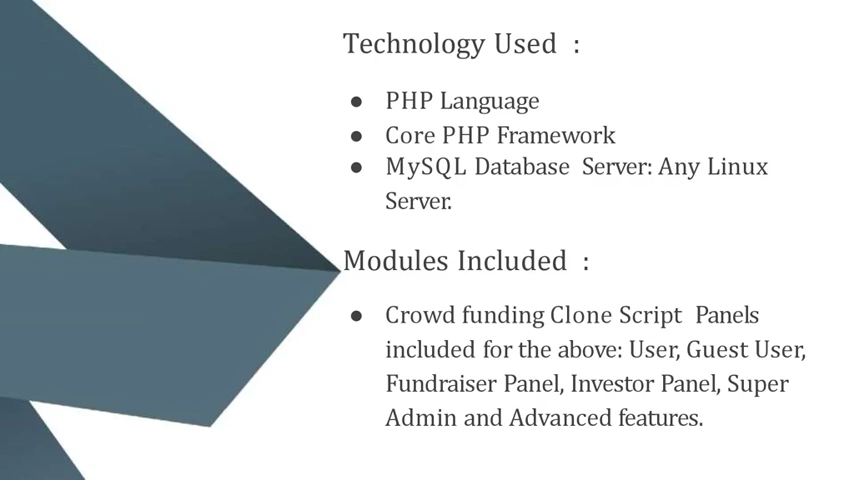 Technology Used :
● PHP Language
● Core PHP Framework
● MySQL Database Server: Any Linux
Server.
Modules Included :
● Crowd funding Clone Script Panels
included for the above: User, Guest User,
Fundraiser Panel, Investor Panel, Super
Admin and Advanced features.